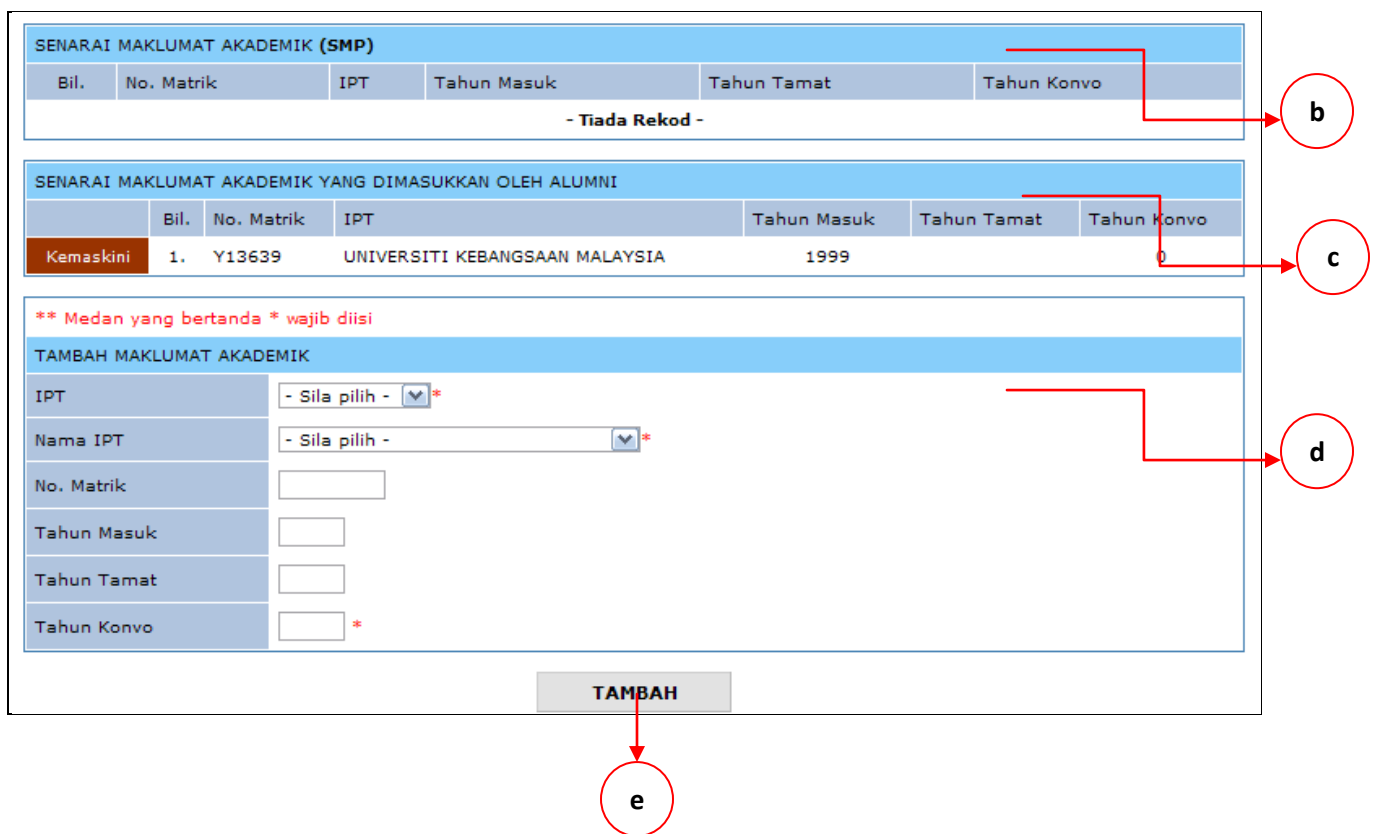 SENARAI MAKLUMAT AKADEMIK (SMP)
Bil. No. Matrik IPT Tahun Masuk Tahun Tamat Tahun Konvo
- Tiada Rekod -
b
SENARAI MAKLUMAT AKADEMIK YANG DIMASUKKAN OLEH ALUMNI
Bil. No. Matrik IPT Tahun Masuk Tahun Tamat Tahun Konvo
Kemaskini 1. Y13639 UNIVERSITI KEBANGSAAN MALAYSIA 1999 0
c
** Medan yang bertanda * wajib diisi
TAMBAH MAKLUMAT AKADEMIK
IPT - Sila pilih - *
Nama IPT - Sila pilih - *
d
No. Matrik
Tahun Masuk
Tahun Tamat
Tahun Konvo *
TAMBAH
e